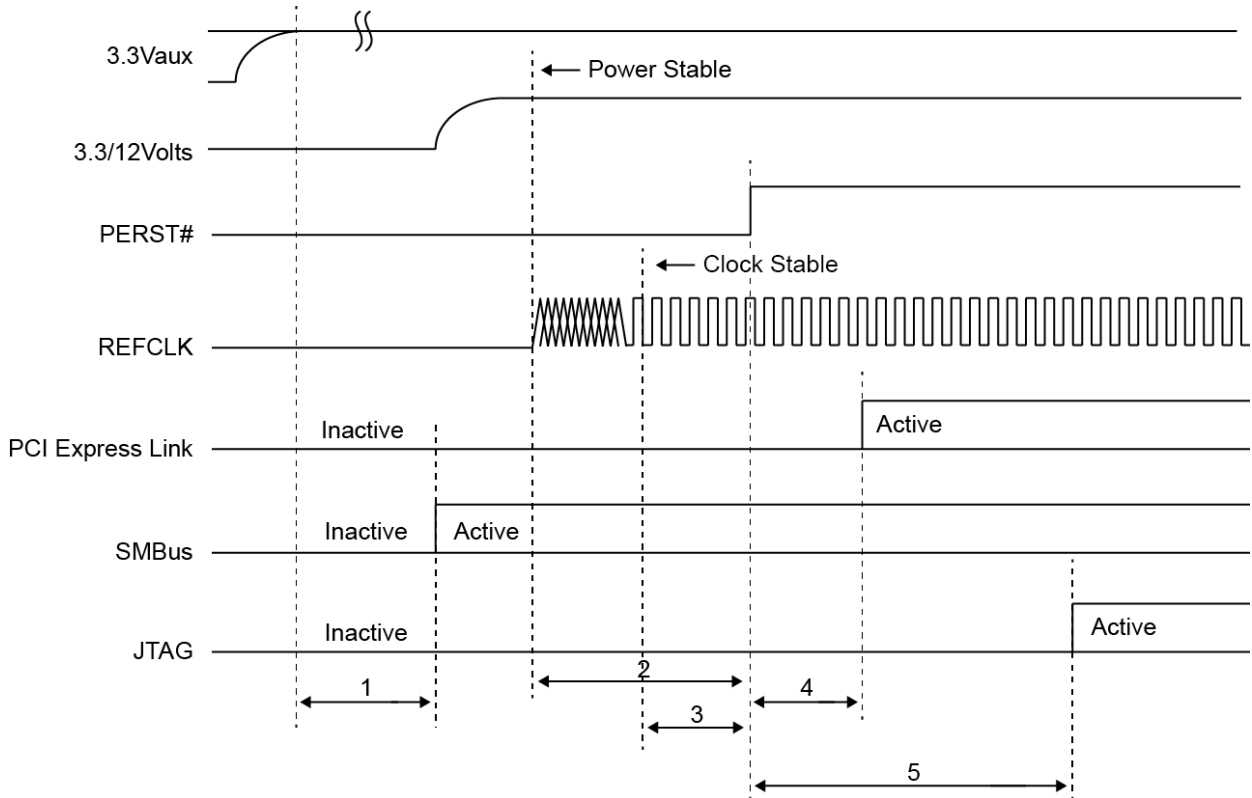 3.3Vaux
Power Stable
3.3/12Volts
PERST#
Clock Stable
REFCLK
Active
Inactive
PCI Express Link
Inactive
Active
SMBus
Inactive
Active
JTAG
1
2
4
3
5